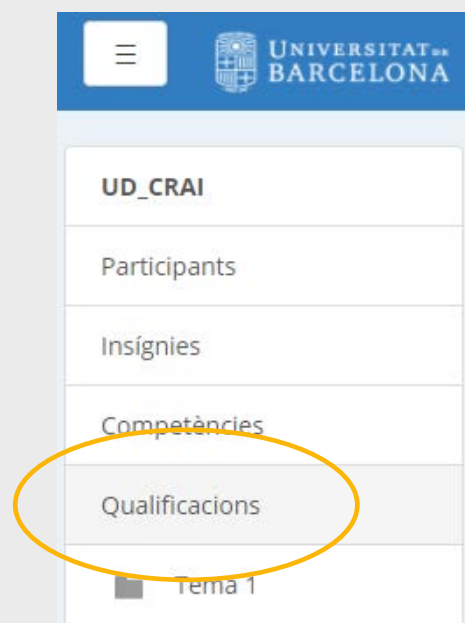 UNIVERSITAT DE
BARCELONA
UD_CRAI
Participants
Insígnies
Competències
Qualificacions
Tema 1